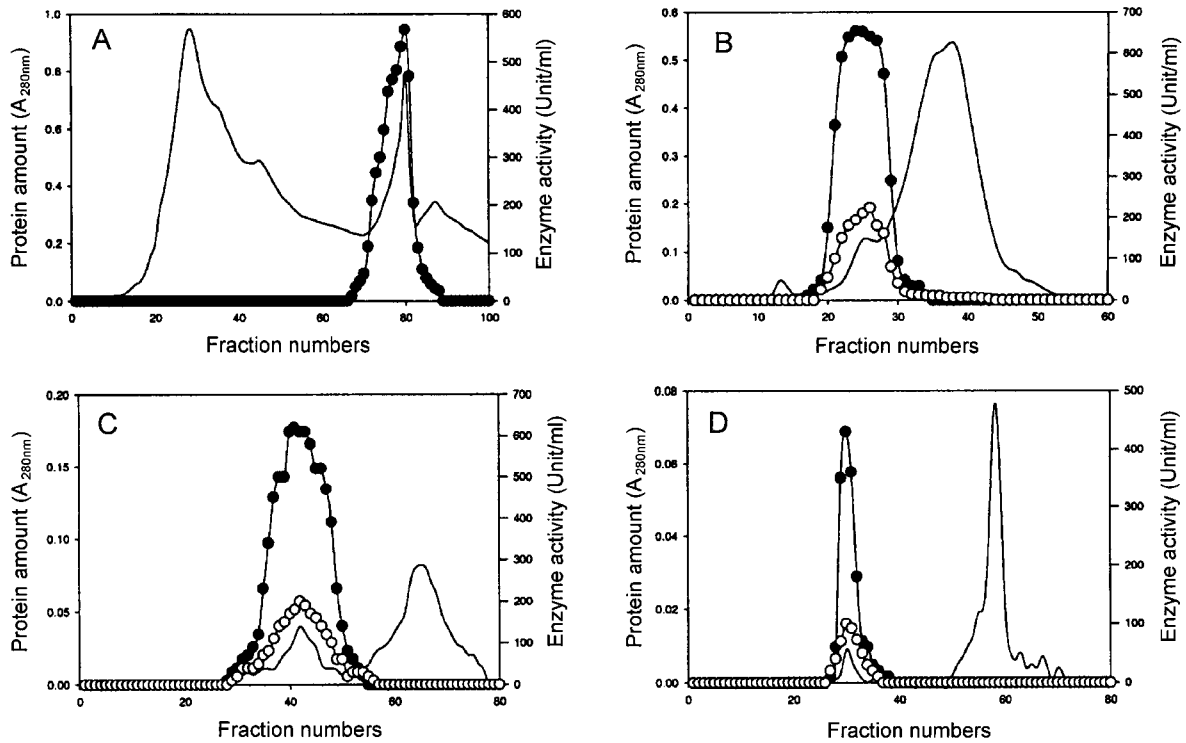 A
Protein amount (A280nm)
1.0
0.8
0.6
0.4
0.2
0.0
600
500
400
300
200
100
0
Enzyme activity (Unit/ml)
0 20 40 60 80 100
Fraction numbers
B
Protein amount (A280nm)
0.6
0.5
0.4
0.3
0.2
0.1
0.0
700
600
500
400
300
200
100
0
Enzyme activity (Unit/ml)
0 10 20 30 40 50 60
Fraction numbers
C
Protein amount (A280nm)
0.20
0.15
0.10
0.05
0.00
700
600
500
400
300
200
100
0
Enzyme activity (Unit/ml)
0 20 40 60 80
Fraction numbers
D
Protein amount (A280nm)
0.08
0.08
0.04
0.02
0.00
500
400
300
200
100
0
Enzyme activity (Unit/ml)
0 20 40 60 80
Fraction numbers